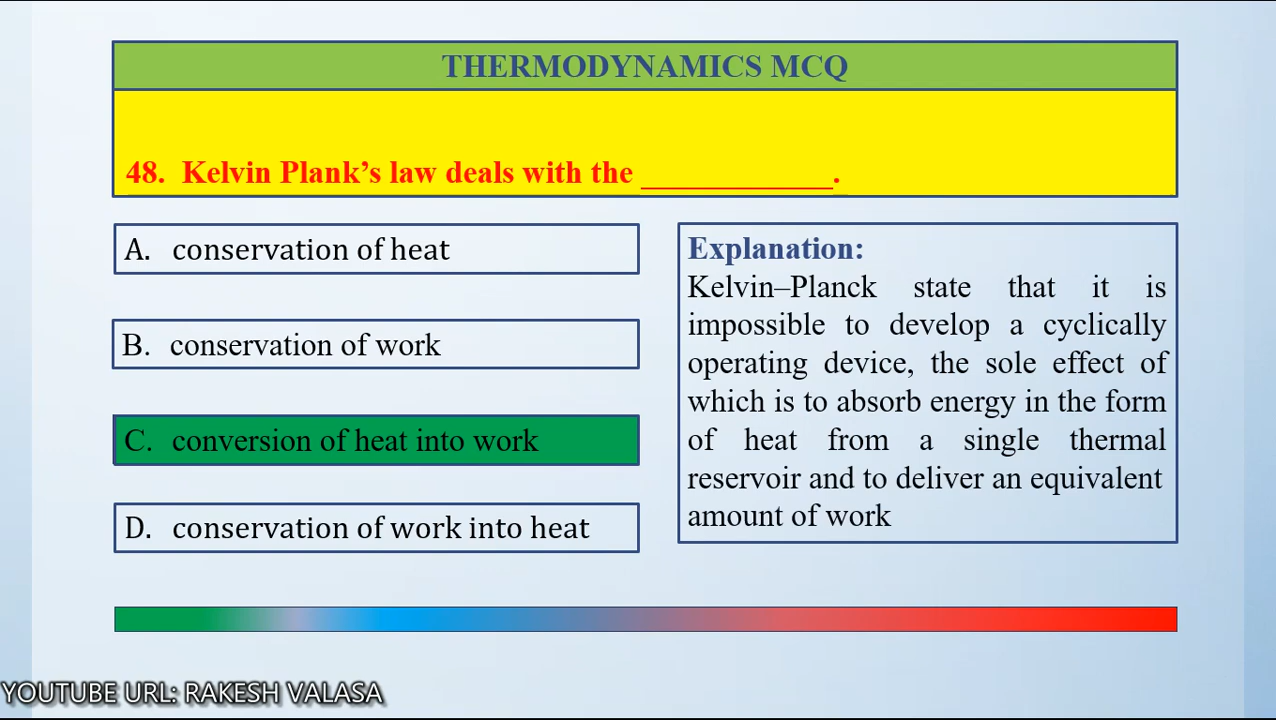 THERMODYNAMICS MCQ
48. Kelvin Plank’s law deals with the ____________.
A. conservation of heat
B. conservation of work
C. conversion of heat into work
D. conservation of work into heat
Explanation:
Kelvin–Planck state that it is
impossible to develop a cyclically
operating device, the sole effect of
which is to absorb energy in the form
of heat from a single thermal
reservoir and to deliver an equivalent
amount of work
YOUTUBE URL: RAKESH VALASA